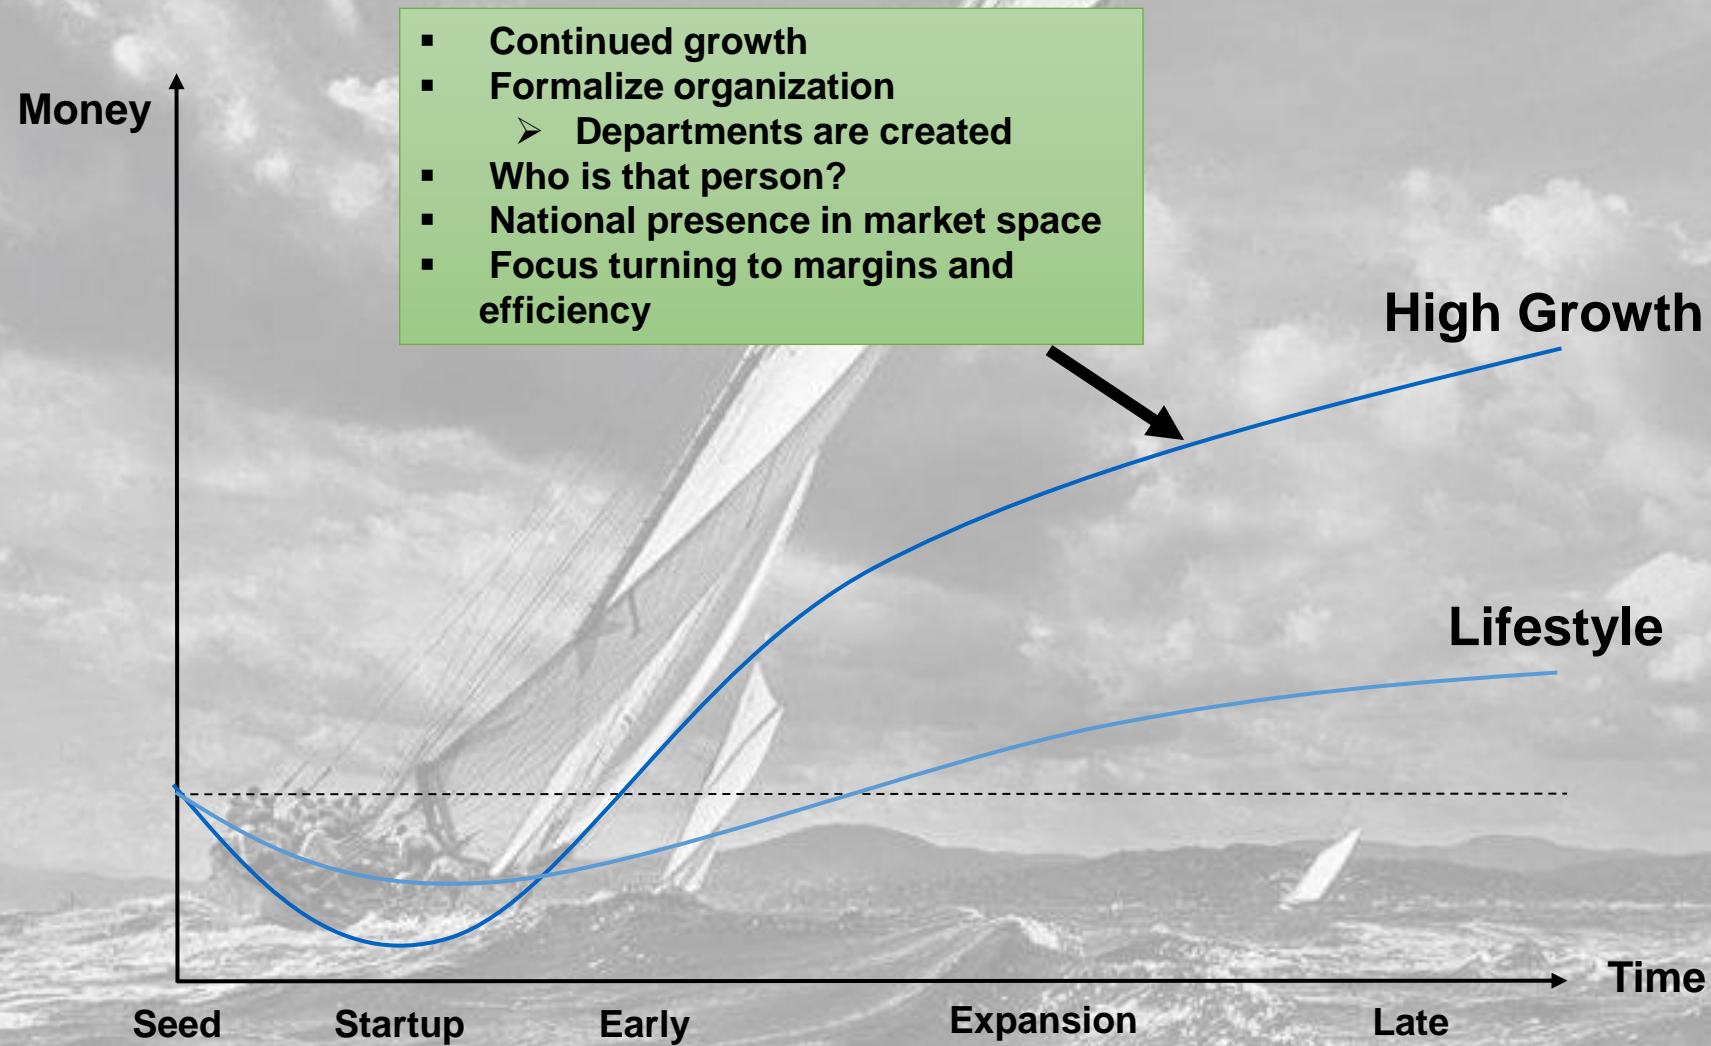 Continued growth
Formalize organization
Departments are created
Who is that person?
National presence in market space
Focus turning to margins and
efficiency
Money
High Growth
Lifestyle
Time
Seed
Startup
Early
Expansion
Late